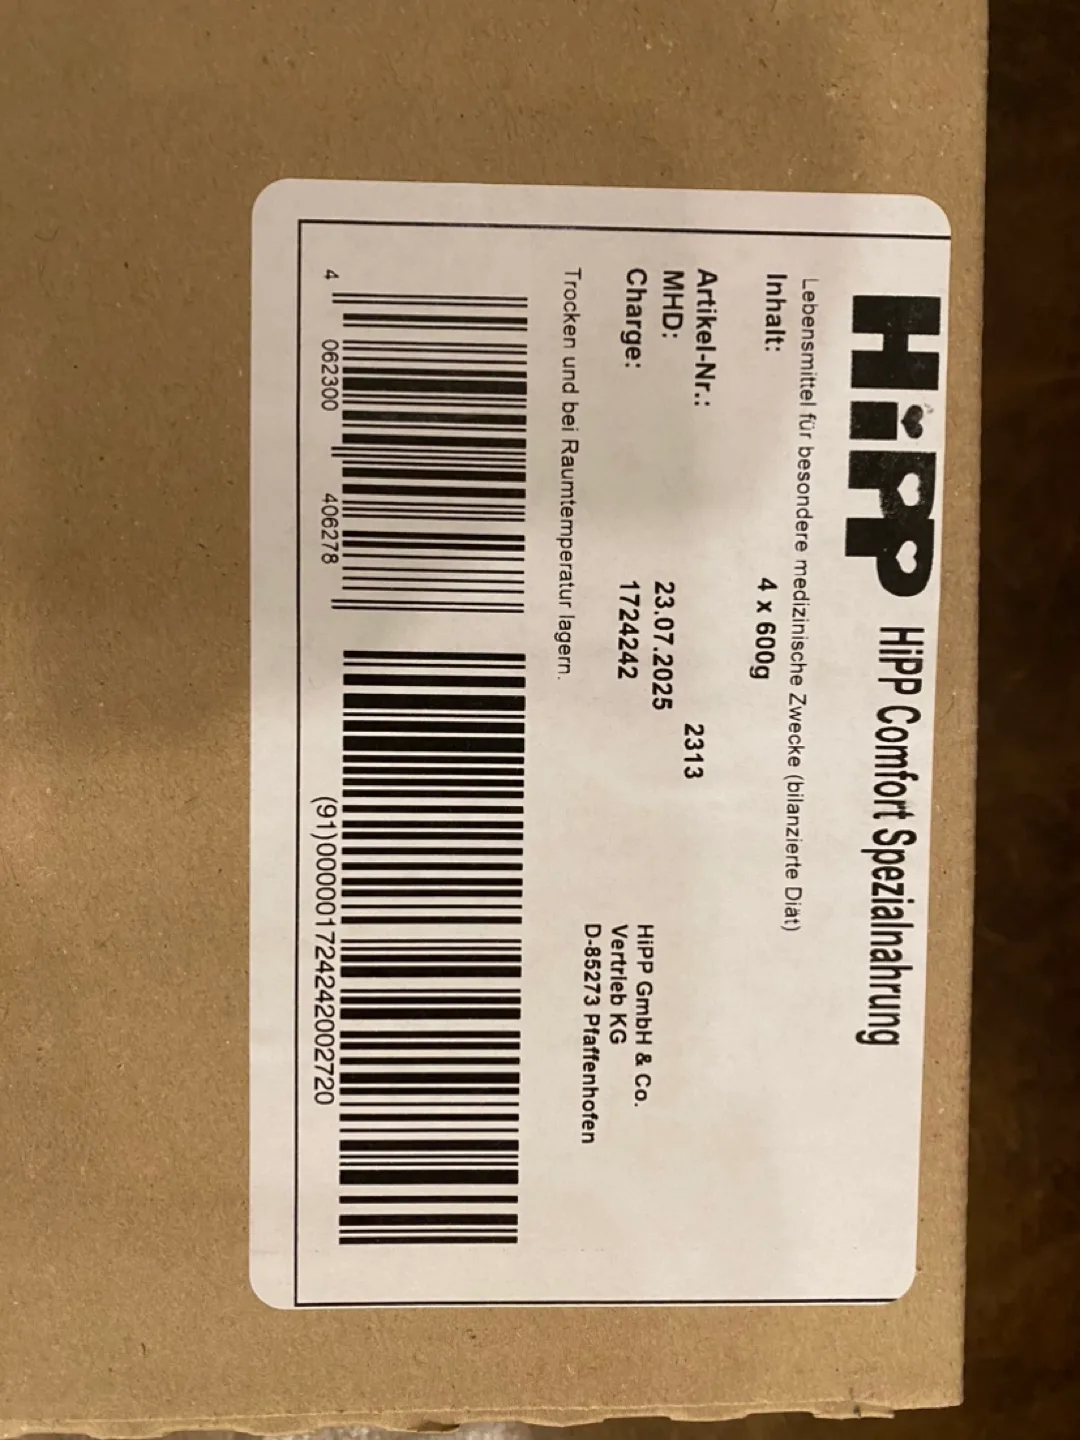 HiPP HiPP Comfort Spezialnahrung
Lebensmittel für besondere medizinische Zwecke (bilanzierte Diät)
Inhalt: 4 x 600g
Artikel-Nr.: 2313
MHD: 23.07.2025
Charge: 1724242
HiPP GmbH & Co.
Vertrieb KG
D-85273 Pfaffenhofen
Trocken und bei Raumtemperatur lagern.
4 062300 406278
(91)000001724242002720